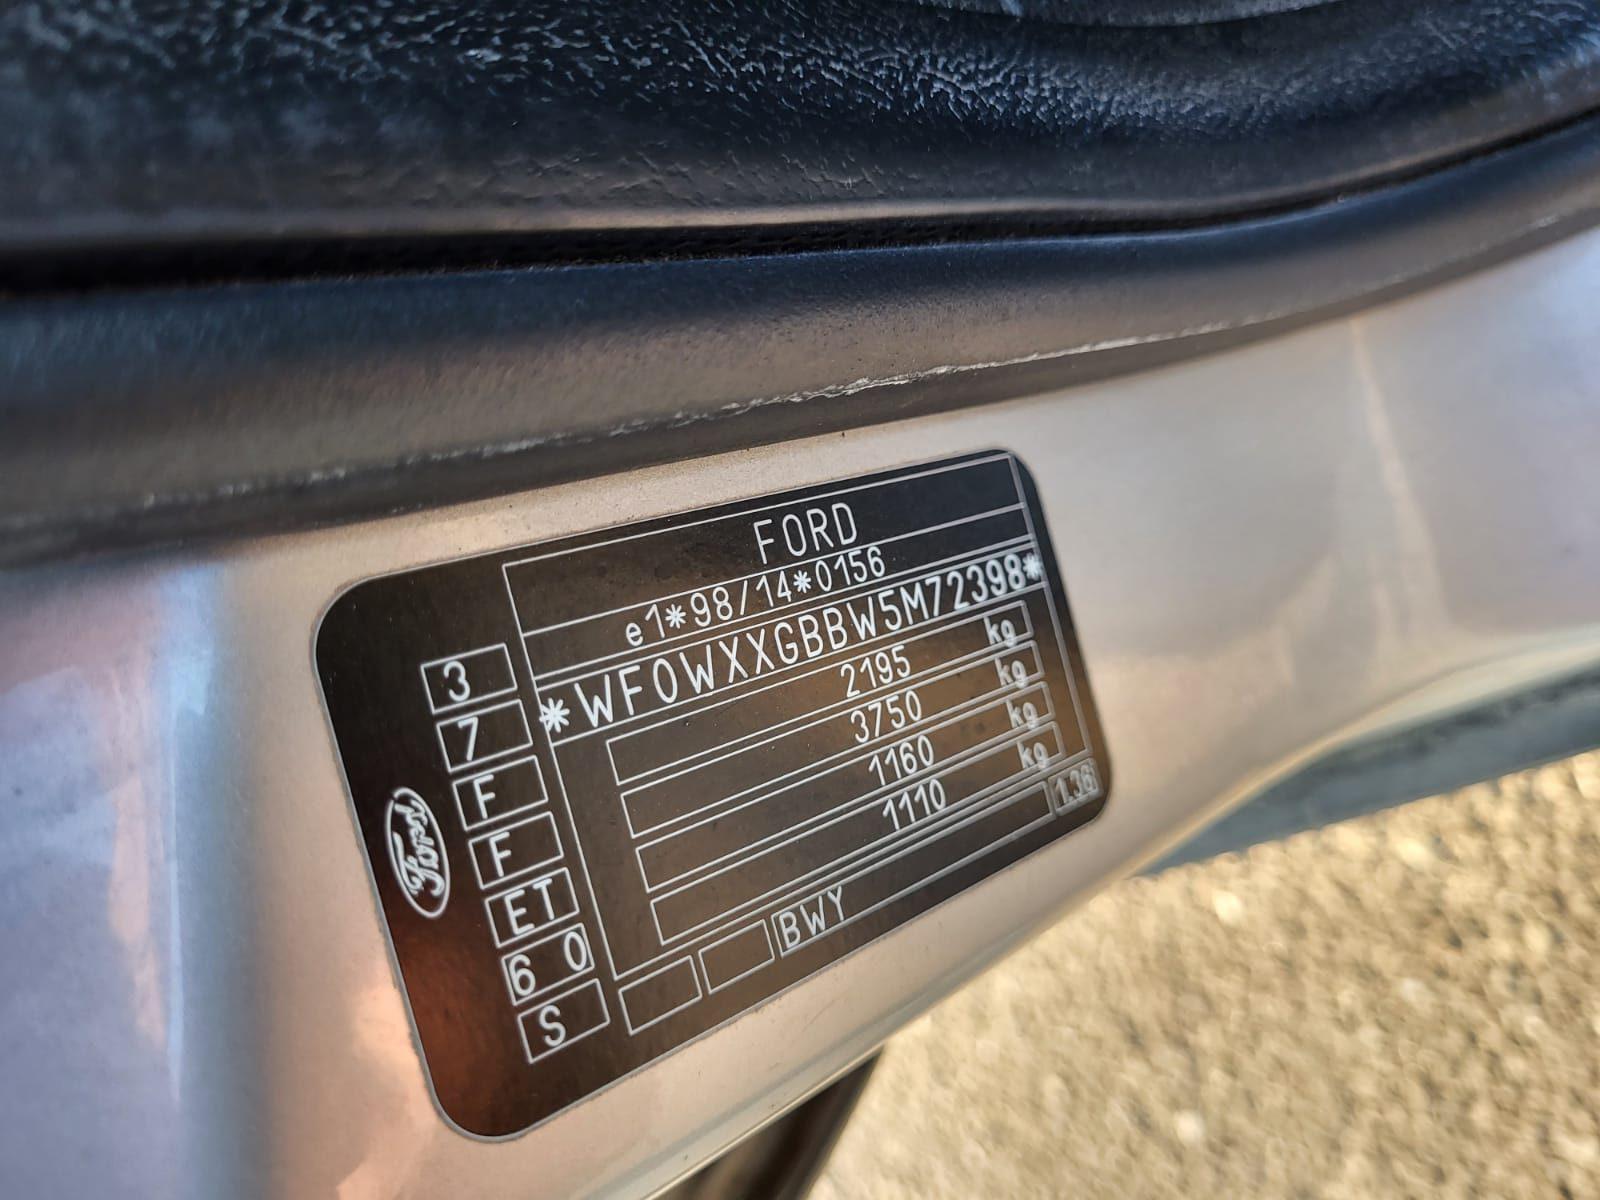 FORD
e1*98/14*0156
*WF0WXXGBBW5M72398*
2195 kg
3750 kg
1160 kg
1110 kg
1.36
BWY
3
7
F
F
ET
6 0
S
Ford